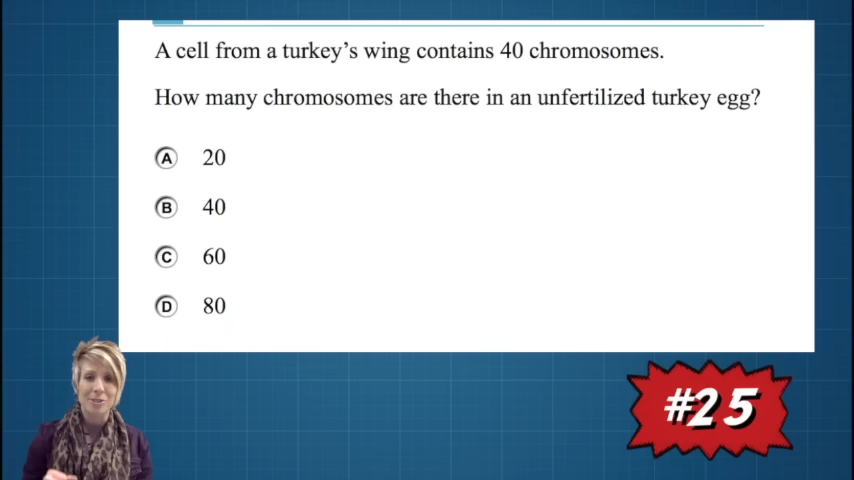 A cell from a turkey’s wing contains 40 chromosomes.
How many chromosomes are there in an unfertilized turkey egg?
A 20
B 40
C 60
D 80
#25